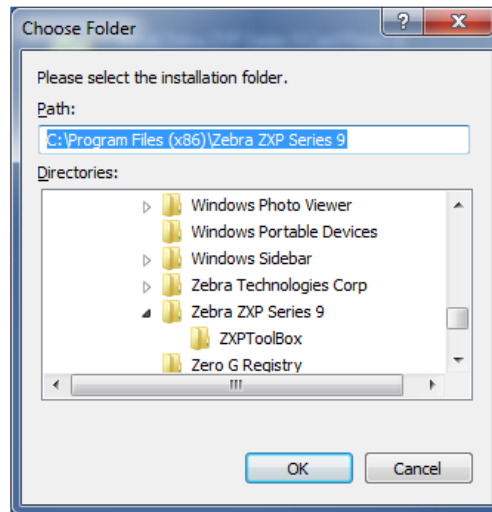 Choose Folder
Please select the installation folder.
Path:
C:\Program Files (x86)\Zebra ZXP Series 9
Directories:
Windows Photo Viewer
Windows Portable Devices
Windows Sidebar
Zebra Technologies Corp
Zebra ZXP Series 9
ZXPToolBox
Zero G Registry
OK Cancel